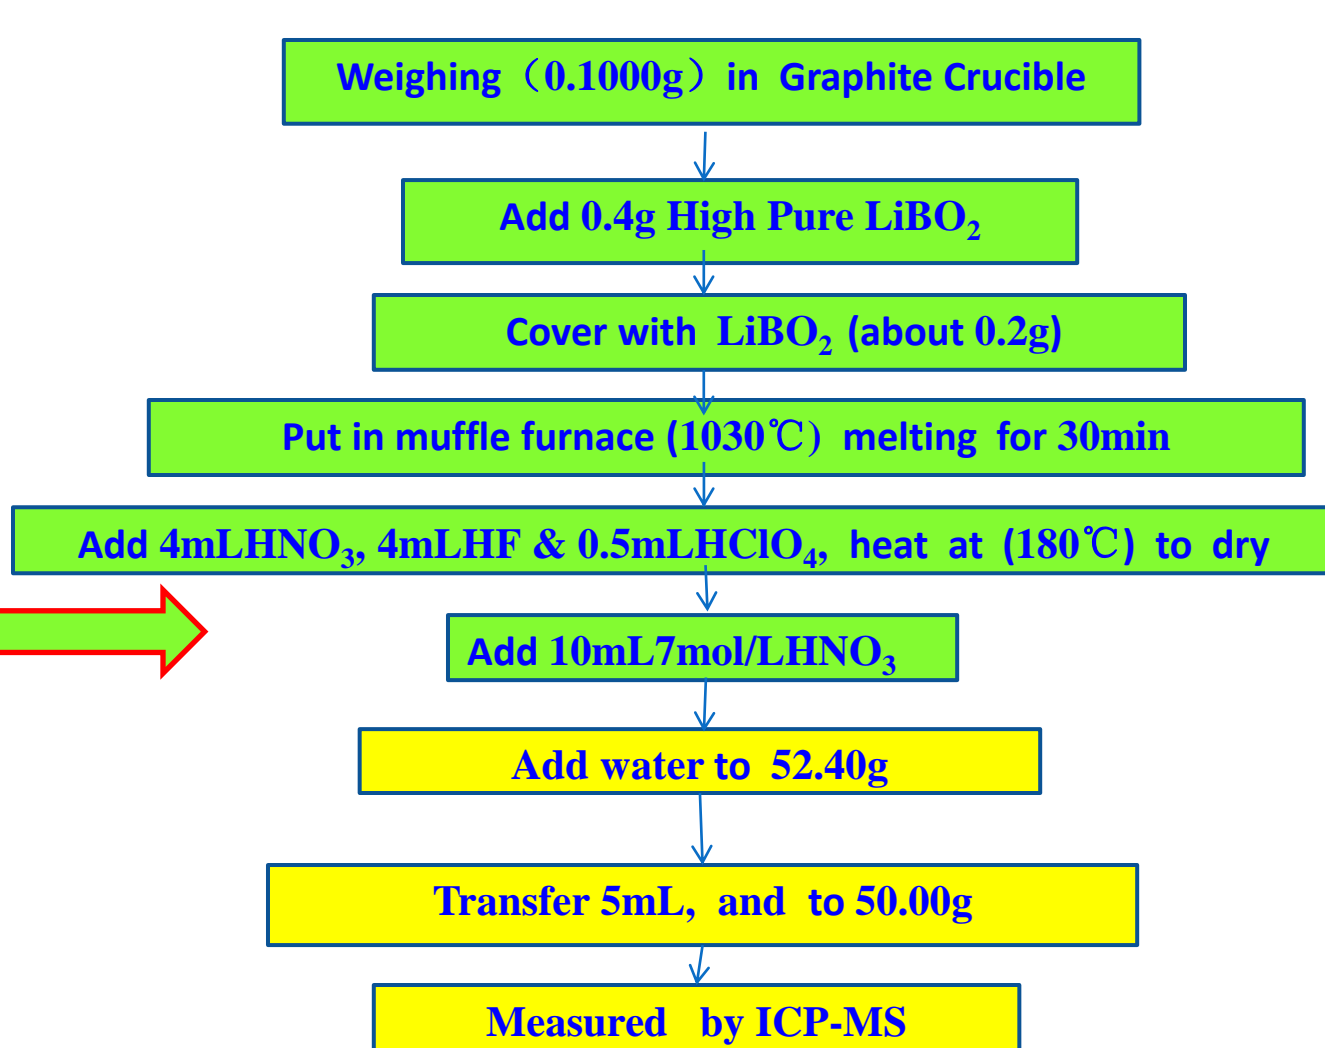 Weighing（0.1000g）in Graphite Crucible
Add 0.4g High Pure LiBO₂
Cover with LiBO₂ (about 0.2g)
Put in muffle furnace (1030℃) melting for 30min
Add 4mLHNO₃, 4mLHF & 0.5mLHClO₄, heat at (180℃) to dry
Add 10mL7mol/LHNO₃
Add water to 52.40g
Transfer 5mL, and to 50.00g
Measured by ICP-MS